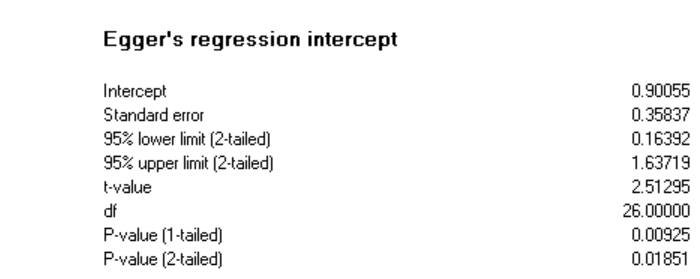 Egger's regression intercept
Intercept 0.90055
Standard error 0.35837
95% lower limit (2-tailed) 0.16392
95% upper limit (2-tailed) 1.63719
t-value 2.51295
df 26.00000
P-value (1-tailed) 0.00925
P-value (2-tailed) 0.01851